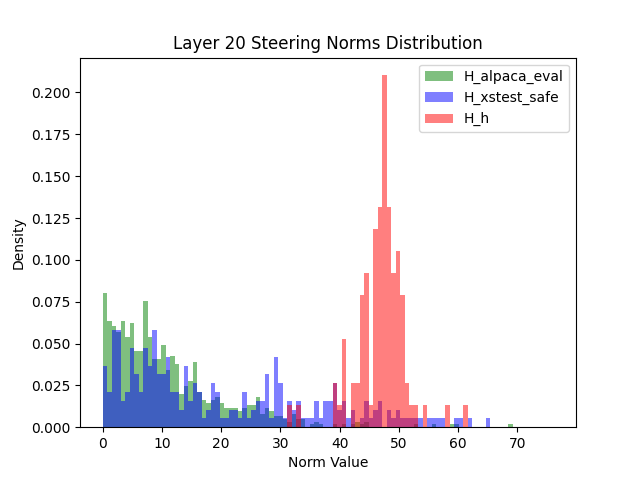 Layer 20 Steering Norms Distribution
H_alpaca_eval
H_xstest_safe
H_h
0.200
0.175
0.150
0.125
0.100
0.075
0.050
0.025
0.000
Density
0 10 20 30 40 50 60 70
Norm Value